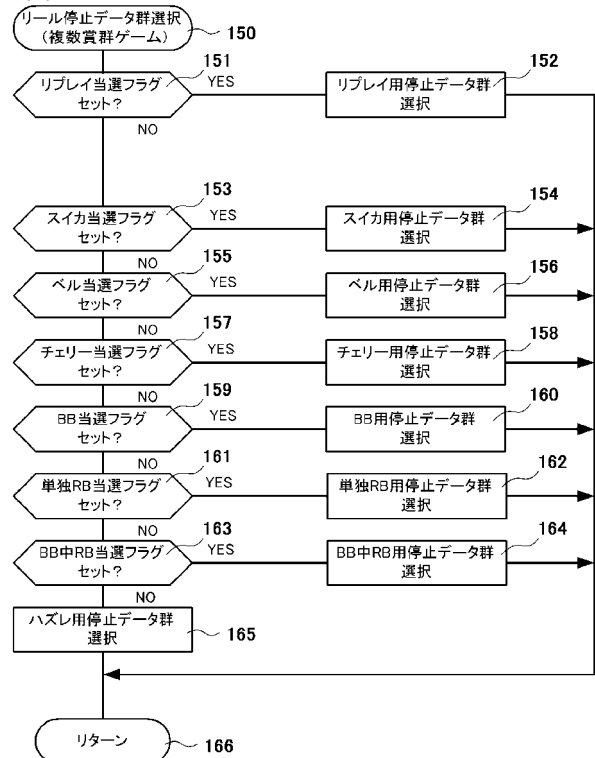 リール停止データ群選択
(複数賞群ゲーム)
150
151
リプレイ当選フラグ
セット?
YES
NO
152
リプレイ用停止データ群
選択
153
スイカ当選フラグ
セット?
YES
NO
154
スイカ用停止データ群
選択
155
ベル当選フラグ
セット?
YES
NO
156
ベル用停止データ群
選択
157
チェリー当選フラグ
セット?
YES
NO
158
チェリー用停止データ群
選択
159
BB当選フラグ
セット?
YES
NO
160
BB用停止データ群
選択
161
単独RB当選フラグ
セット?
YES
NO
162
単独RB用停止データ群
選択
163
BB中RB当選フラグ
セット?
YES
NO
164
BB中RB用停止データ群
選択
ハズレ用停止データ群
選択
165
リターン
166